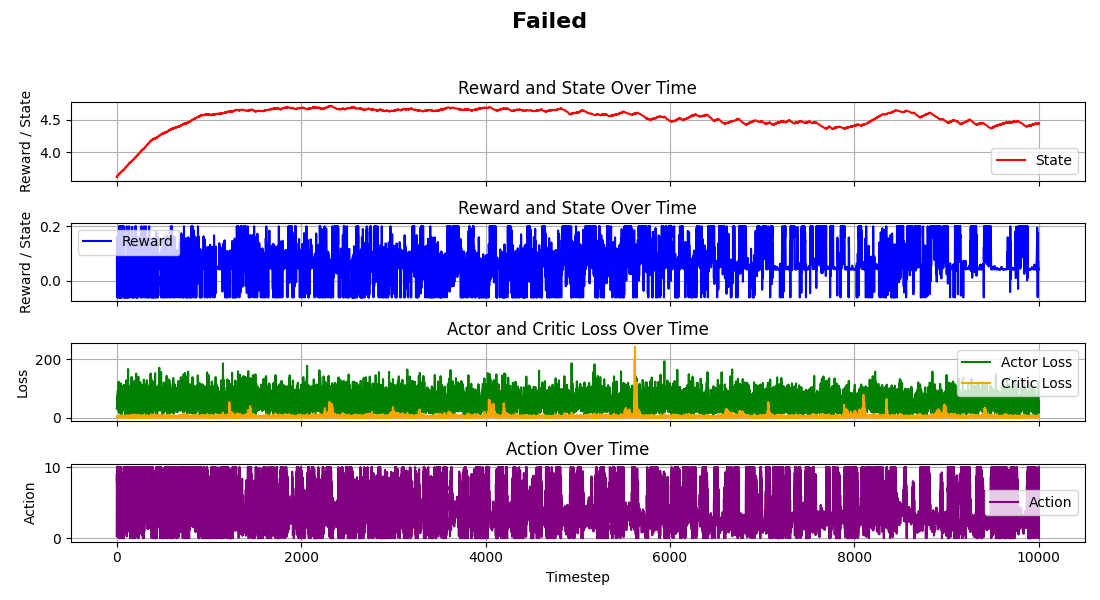 Failed
Reward and State Over Time
Reward / State
4.5
4.0
State
Reward and State Over Time
Reward / State
0.2
0.0
Reward
Actor and Critic Loss Over Time
Loss
200
0
Actor Loss
Critic Loss
Action Over Time
Action
10
0
Action
0 2000 4000 6000 8000 10000
Timestep